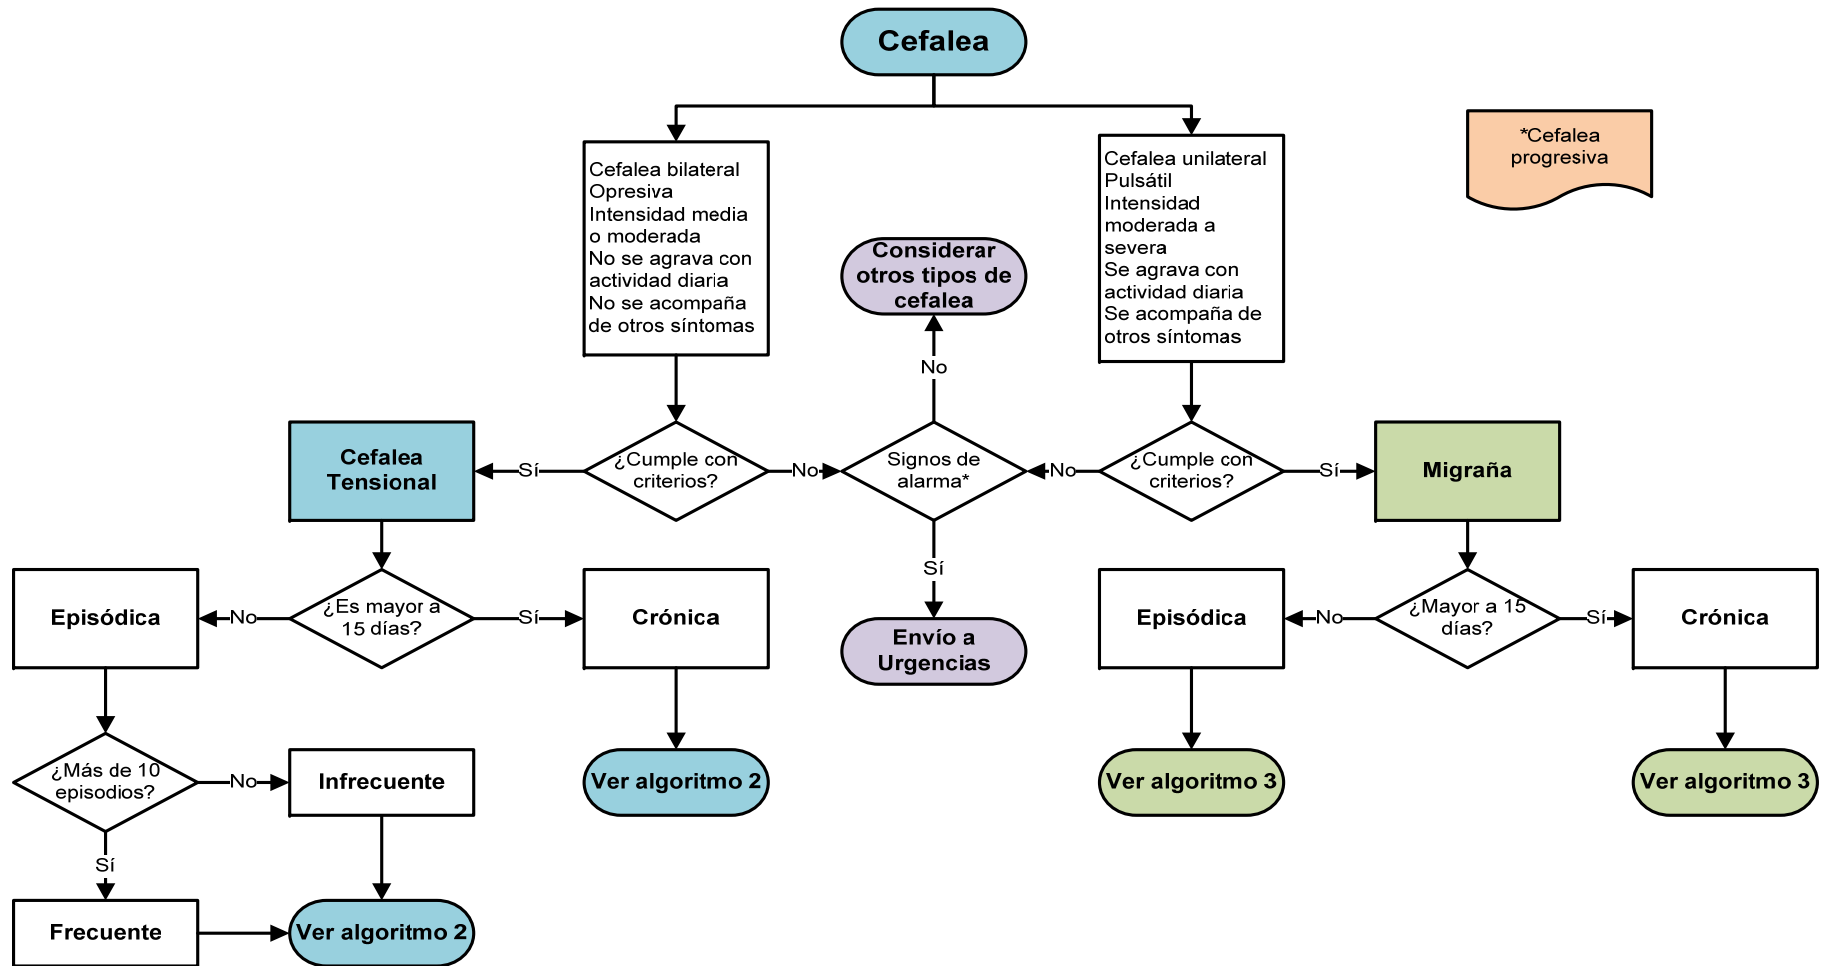 Cefalea
*Cefalea
progresiva
Cefalea bilateral
Opresiva
Intensidad media
o moderada
No se agrava con
actividad diaria
No se acompaña
de otros síntomas
Considerar
otros tipos de
cefalea
Cefalea unilateral
Pulsátil
Intensidad
moderada a
severa
Se agrava con
actividad diaria
Se acompaña de
otros síntomas
No
Cefalea
Tensional
Sí
¿Cumple con
criterios?
No
Signos de
alarma*
No
¿Cumple con
criterios?
Sí
Migraña
Sí
Episódica
No
¿Es mayor a
15 días?
Sí
Crónica
Envío a
Urgencias
Episódica
No
¿Mayor a 15
días?
Sí
Crónica
¿Más de 10
episodios?
No
Infrecuente
Ver algoritmo 2
Ver algoritmo 3
Ver algoritmo 3
Sí
Frecuente
Ver algoritmo 2